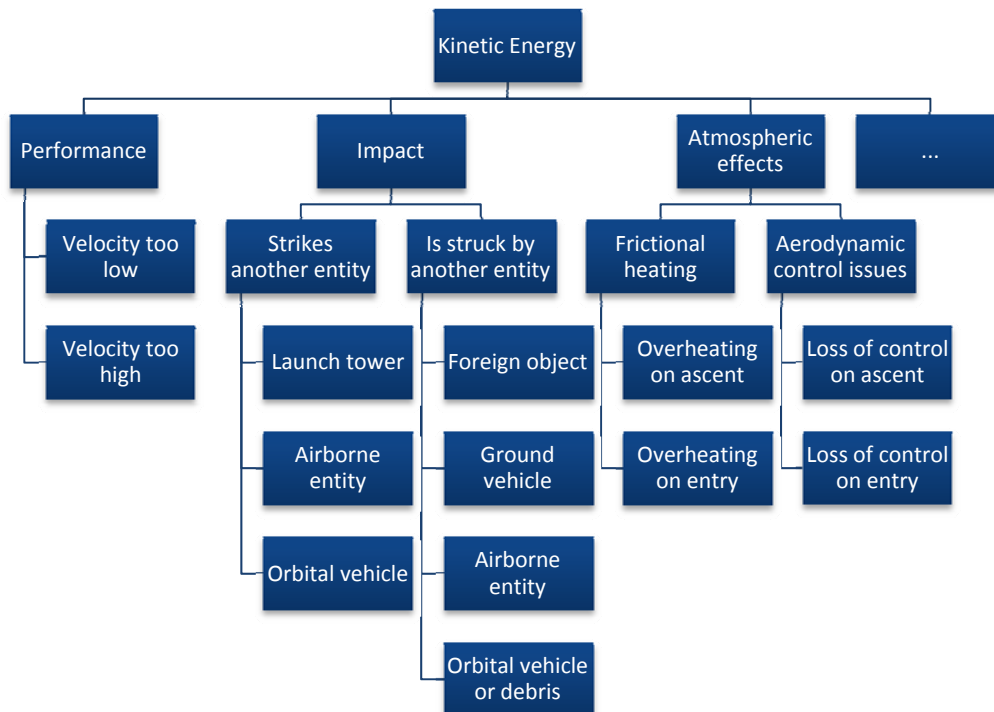 Kinetic Energy
Performance
Impact
Atmospheric
effects
...
Velocity too
low
Velocity too
high
Strikes
another entity
Launch tower
Airborne
entity
Orbital vehicle
Is struck by
another entity
Foreign object
Ground
vehicle
Airborne
entity
Orbital vehicle
or debris
Frictional
heating
Overheating
on ascent
Overheating
on entry
Aerodynamic
control issues
Loss of control
on ascent
Loss of control
on entry